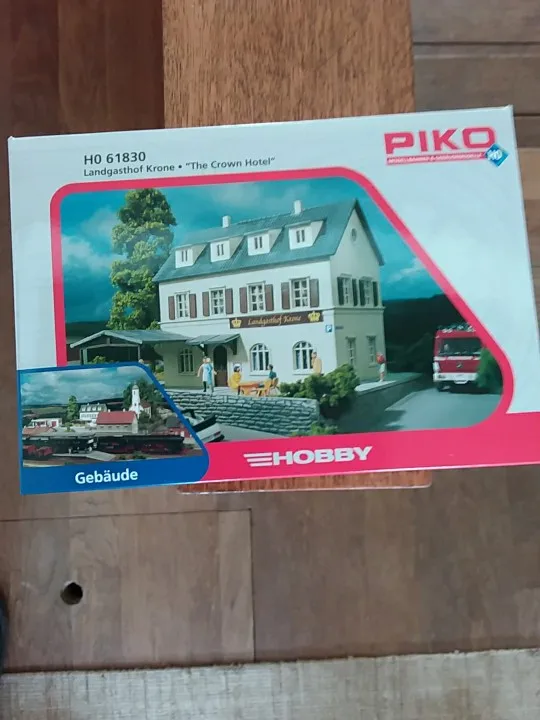 H0 61830
Landgasthof Krone • "The Crown Hotel"
PIKO
Landgasthof Krone
P
HOBBY
Gebäude